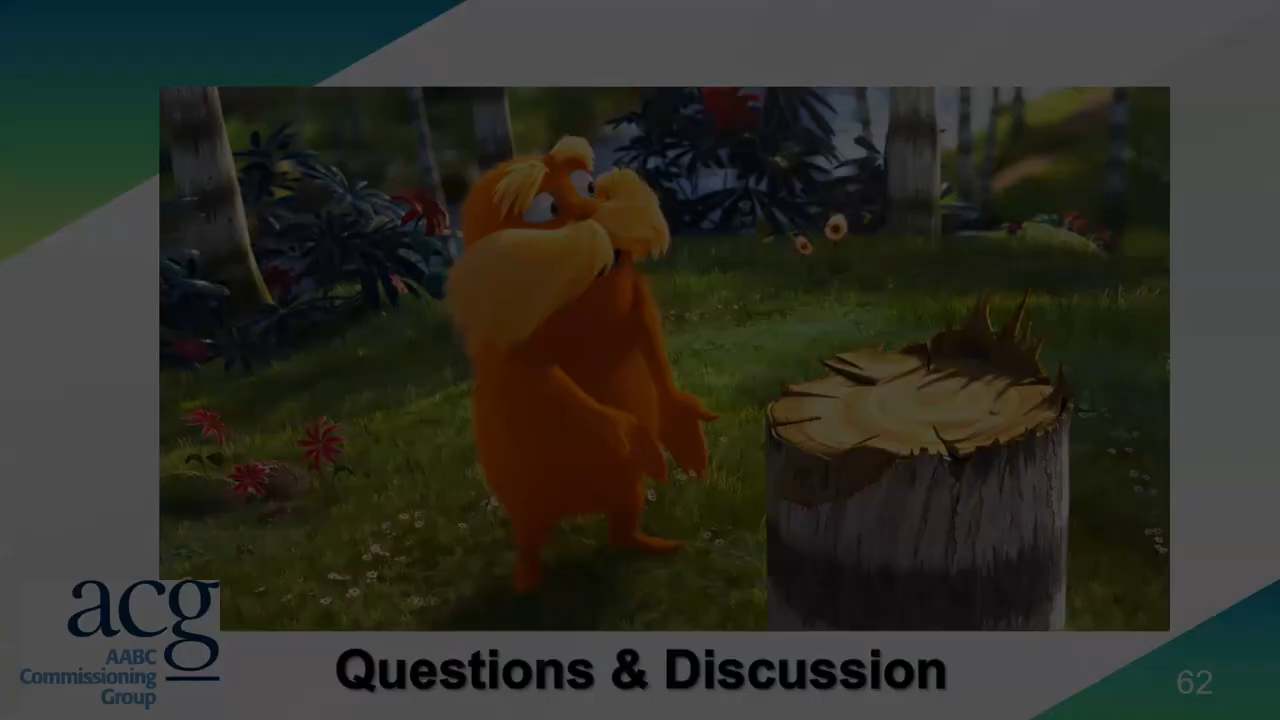 acg
AABC
Commissioning
Group
Questions & Discussion
62